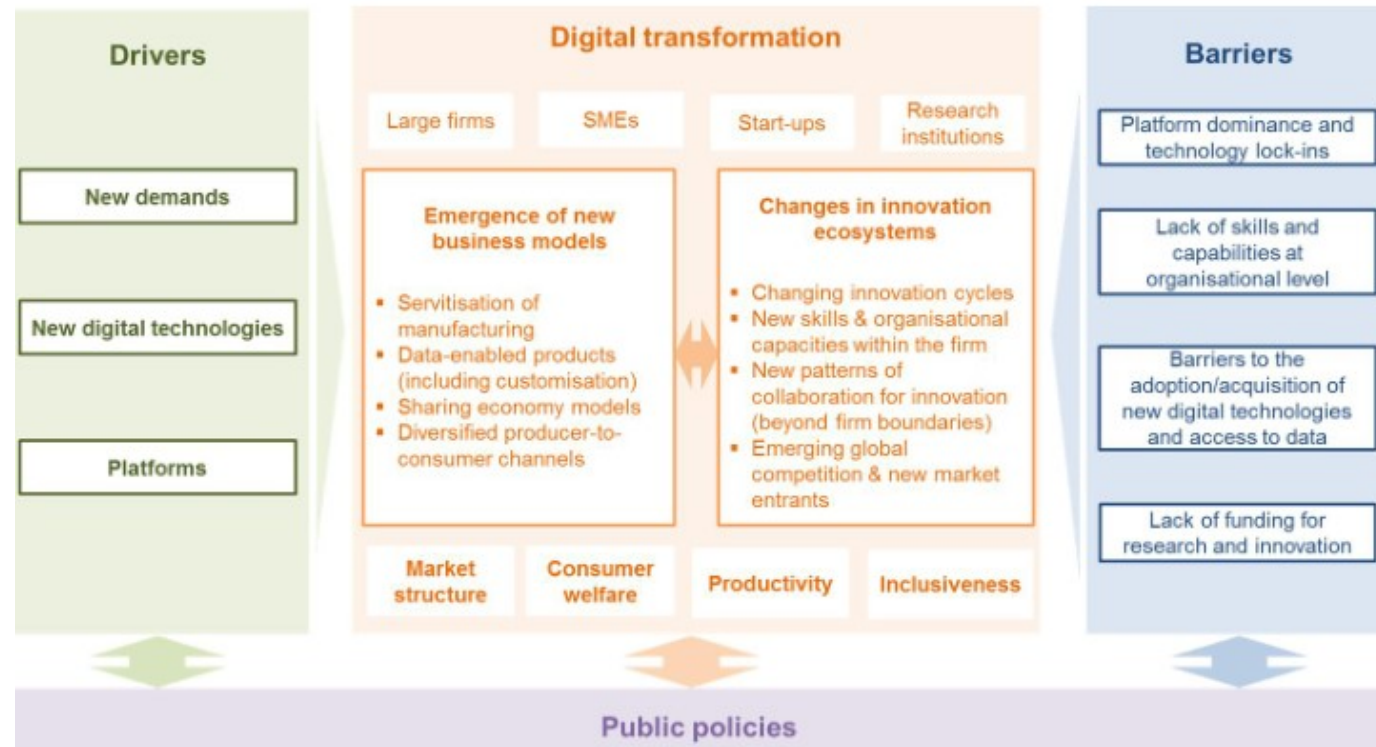 Drivers
New demands
New digital technologies
Platforms
Digital transformation
Large firms
SMEs
Start-ups
Research
institutions
Emergence of new
business models
▪ Servitisation of
manufacturing
▪ Data-enabled products
(including customisation)
▪ Sharing economy models
▪ Diversified producer-to-
consumer channels
Changes in innovation
ecosystems
▪ Changing innovation cycles
▪ New skills & organisational
capacities within the firm
▪ New patterns of
collaboration for innovation
(beyond firm boundaries)
▪ Emerging global
competition & new market
entrants
Market
structure
Consumer
welfare
Productivity
Inclusiveness
Barriers
Platform dominance and
technology lock-ins
Lack of skills and
capabilities at
organisational level
Barriers to the
adoption/acquisition of
new digital technologies
and access to data
Lack of funding for
research and innovation
Public policies